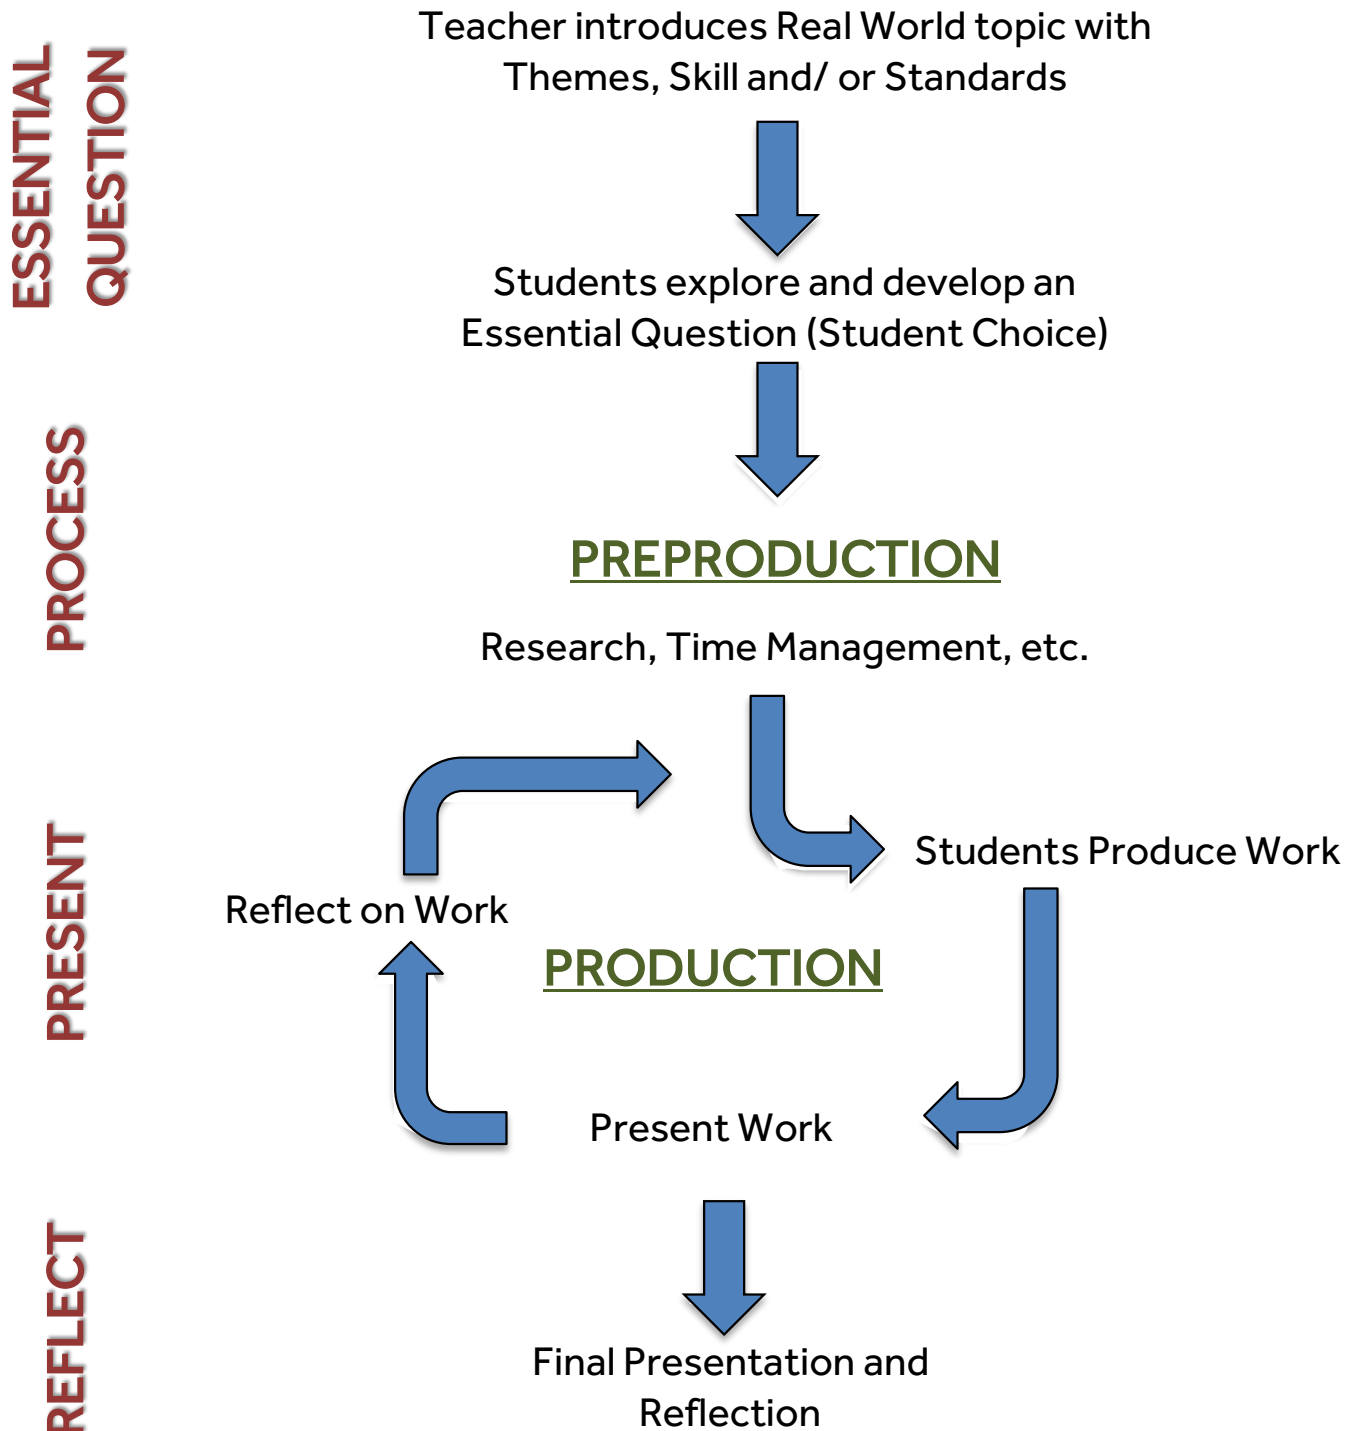 ESSENTIAL
QUESTION
Teacher introduces Real World topic with
Themes, Skill and/ or Standards
Students explore and develop an
Essential Question (Student Choice)
PROCESS
PREPRODUCTION
Research, Time Management, etc.
PRESENT
Students Produce Work
Reflect on Work
PRODUCTION
Present Work
REFLECT
Final Presentation and
Reflection